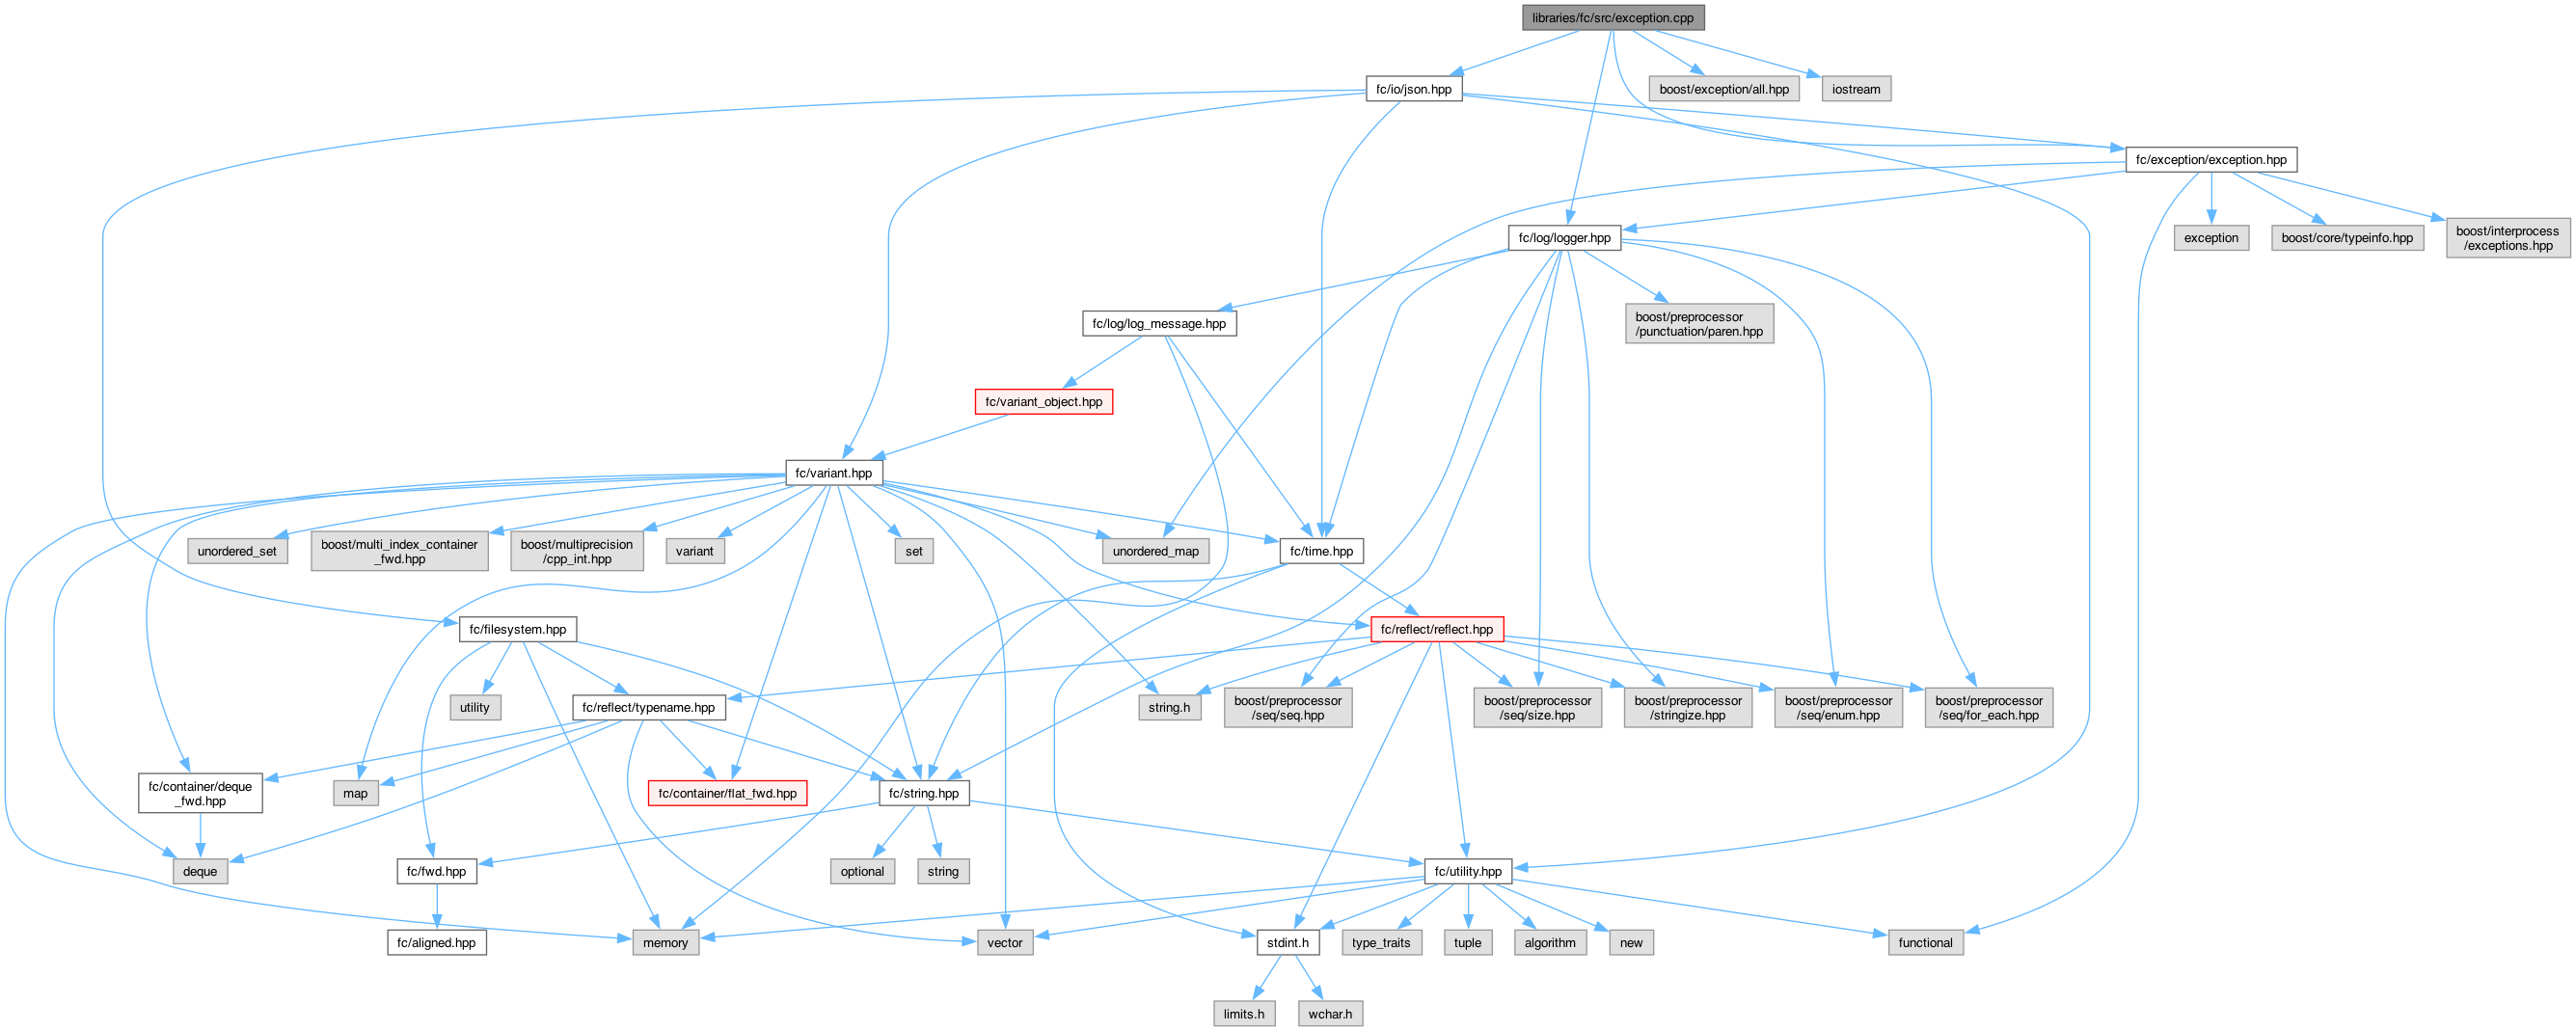 libraries/fc/src/exception.cpp
fc/io/json.hpp
boost/exception/all.hpp
iostream
fc/exception/exception.hpp
fc/log/logger.hpp
exception
boost/core/typeinfo.hpp
boost/interprocess
/exceptions.hpp
fc/log/log_message.hpp
boost/preprocessor
/punctuation/paren.hpp
fc/variant_object.hpp
fc/variant.hpp
unordered_set
boost/multi_index_container
_fwd.hpp
boost/multiprecision
/cpp_int.hpp
variant
set
unordered_map
fc/time.hpp
fc/filesystem.hpp
fc/reflect/reflect.hpp
utility
fc/reflect/typename.hpp
string.h
boost/preprocessor
/seq/seq.hpp
boost/preprocessor
/seq/size.hpp
boost/preprocessor
/stringize.hpp
boost/preprocessor
/seq/enum.hpp
boost/preprocessor
/seq/for_each.hpp
fc/container/deque
_fwd.hpp
map
fc/container/flat_fwd.hpp
fc/string.hpp
deque
fc/fwd.hpp
optional
string
fc/utility.hpp
fc/aligned.hpp
memory
vector
stdint.h
type_traits
tuple
algorithm
new
functional
limits.h
wchar.h